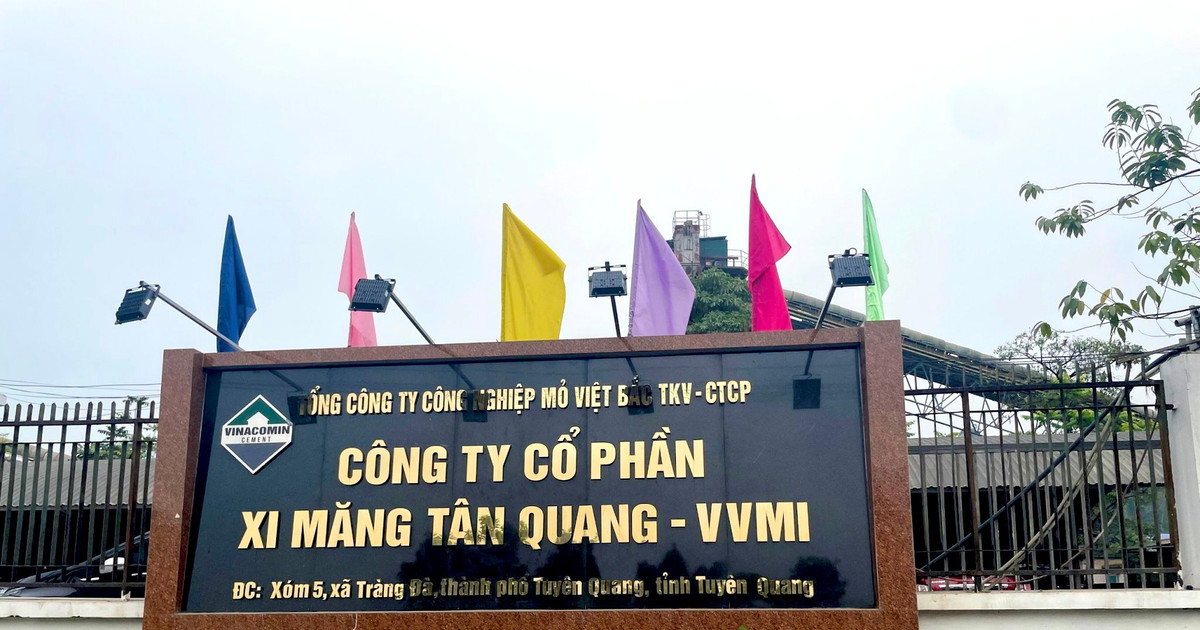 TỔNG CÔNG TY CÔNG NGHIỆP MỎ VIỆT BẮC TKV-CTCP
VINACOMIN
CEMENT
CÔNG TY CỔ PHẦN
XI MĂNG TÂN QUANG - VVMI
ĐC: Xóm 5, xã Tràng Đà, thành phố Tuyên Quang, tỉnh Tuyên Quang